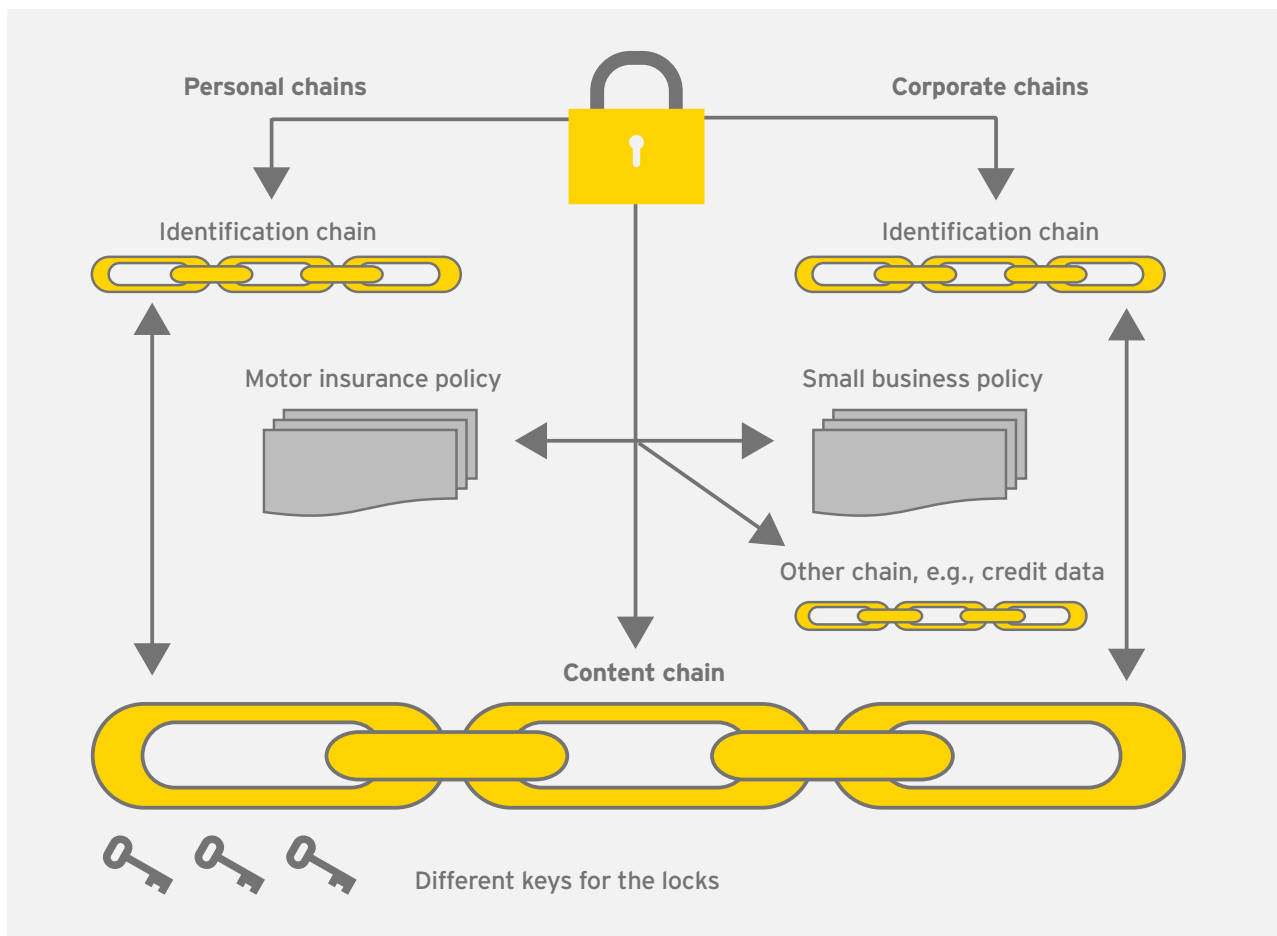 Personal chains
Corporate chains
Identification chain
Identification chain
Motor insurance policy
Small business policy
Other chain, e.g., credit data
Content chain
Different keys for the locks